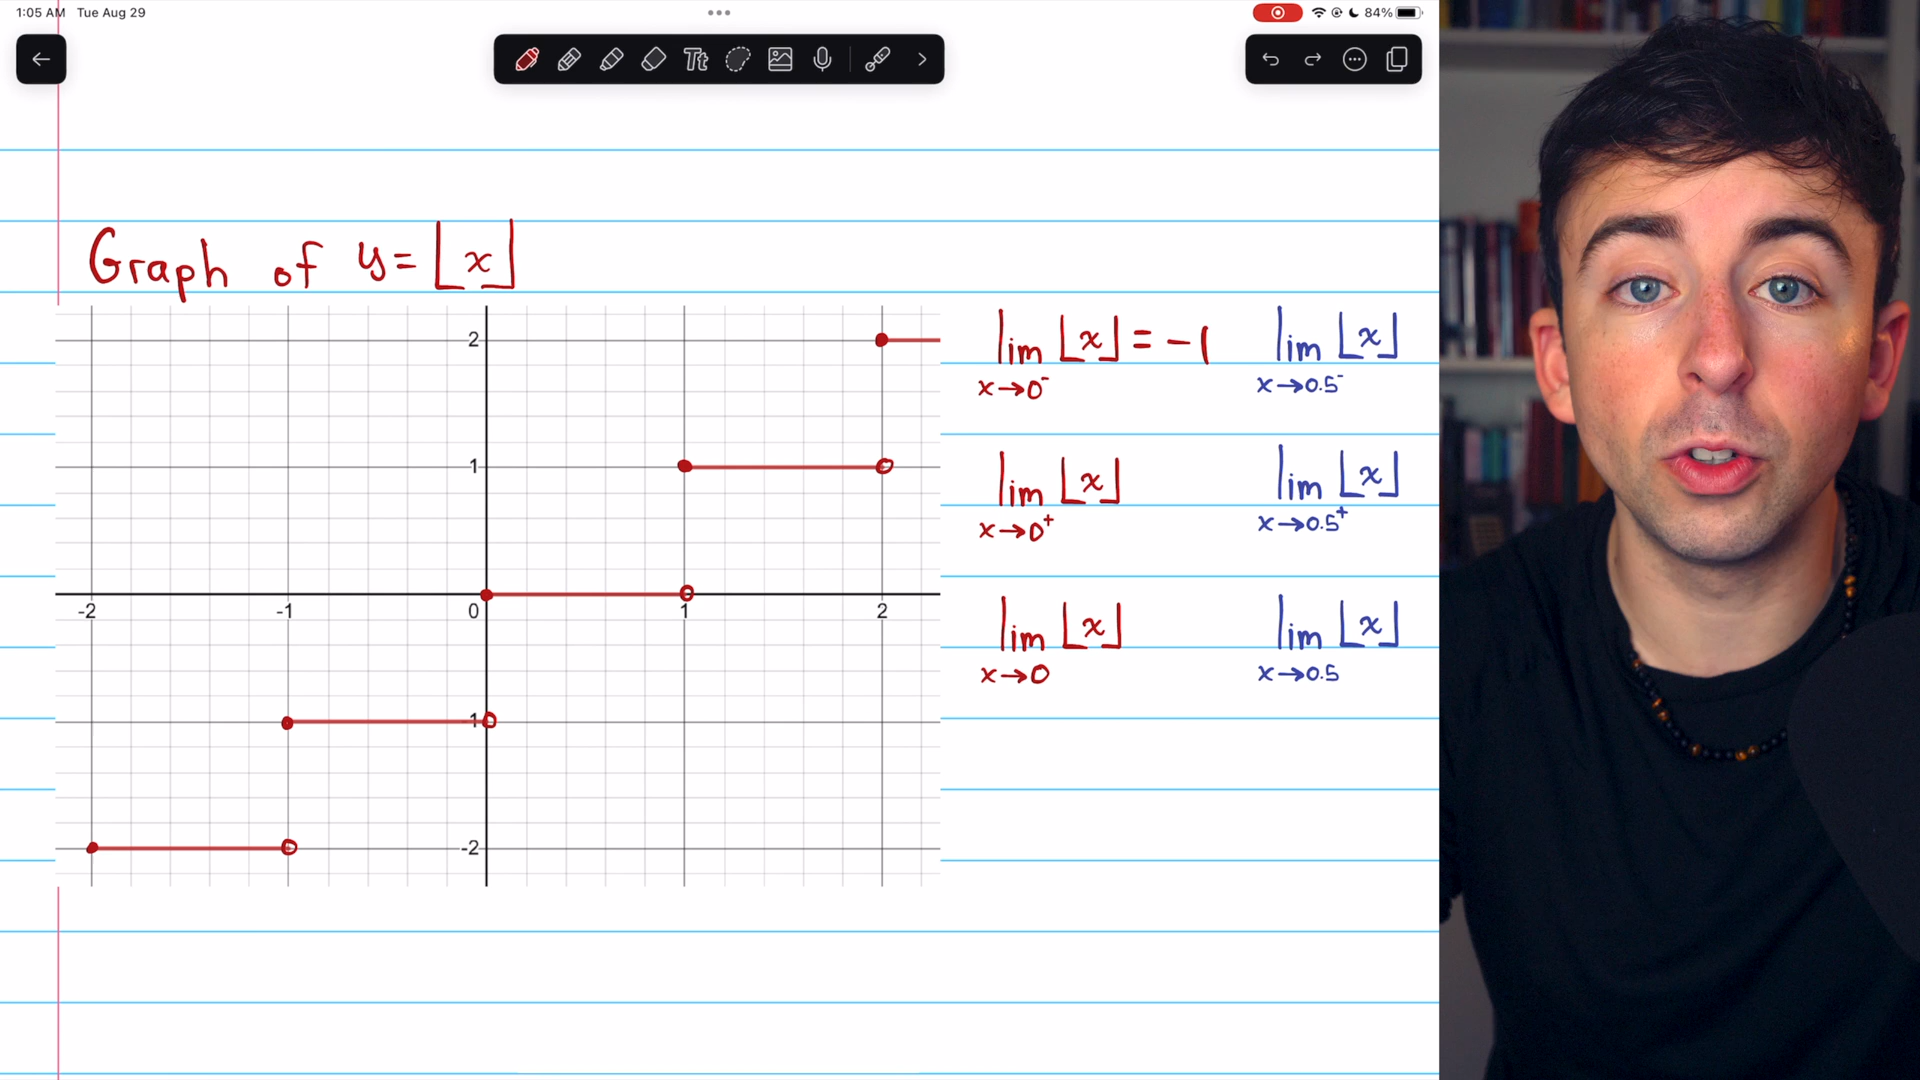 1:05 AM Tue Aug 29
84%
Tt
Graph of y=⌊x⌋
2
1
-2 -1 0 1 2
-1
-2
lim ⌊x⌋ = -1
x→0⁻
lim ⌊x⌋
x→0⁺
lim ⌊x⌋
x→0
lim ⌊x⌋
x→0.5⁻
lim ⌊x⌋
x→0.5⁺
lim ⌊x⌋
x→0.5